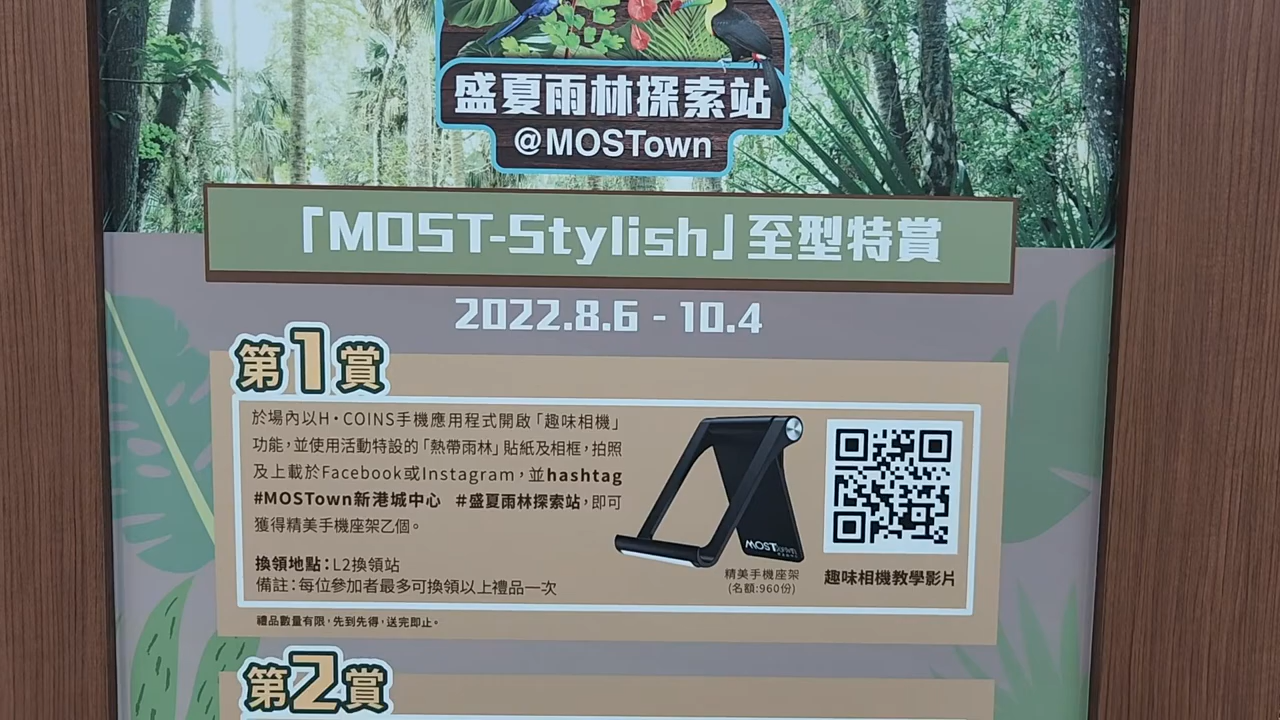 盛夏雨林探索站
@MOSTown
「MOST-Stylish」至型特賞
2022.8.6 - 10.4
第1賞
於場內以H·COINS手機應用程式開啟「趣味相機」
功能，並使用活動特設的「熱帶雨林」貼紙及相框，拍照
及上載於Facebook或Instagram，並hashtag
#MOSTown新港城中心 #盛夏雨林探索站，即可
獲得精美手機座架乙個。
換領地點：L2換領站
備註：每位參加者最多可換領以上禮品一次
MOSTown
精美手機座架
(名額:960份)
趣味相機教學影片
禮品數量有限，先到先得，送完即止。
第2賞